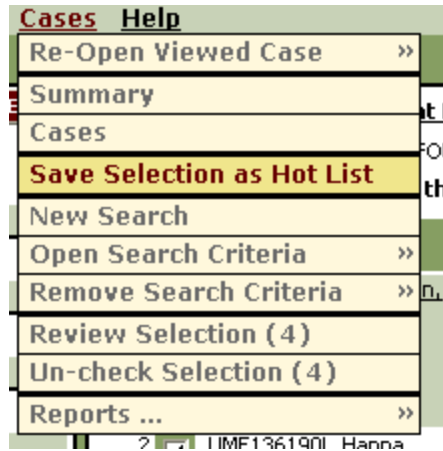 Cases Help
Re-Open Viewed Case »
Summary
Cases
Save Selection as Hot List
New Search
Open Search Criteria »
Remove Search Criteria »
Review Selection (4)
Un-check Selection (4)
Reports ... »
2